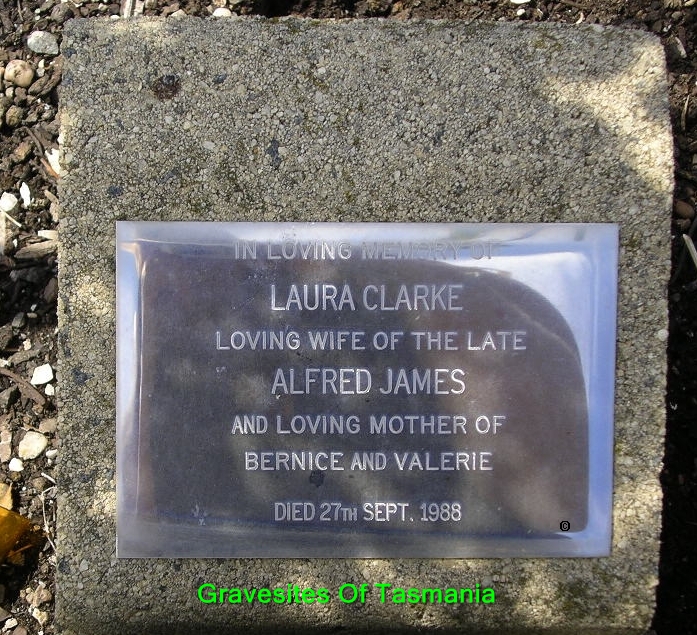 IN LOVING MEMORY OF
LAURA CLARKE
LOVING WIFE OF THE LATE
ALFRED JAMES
AND LOVING MOTHER OF
BERNICE AND VALERIE
DIED 27TH SEPT. 1988
©
Gravesites Of Tasmania